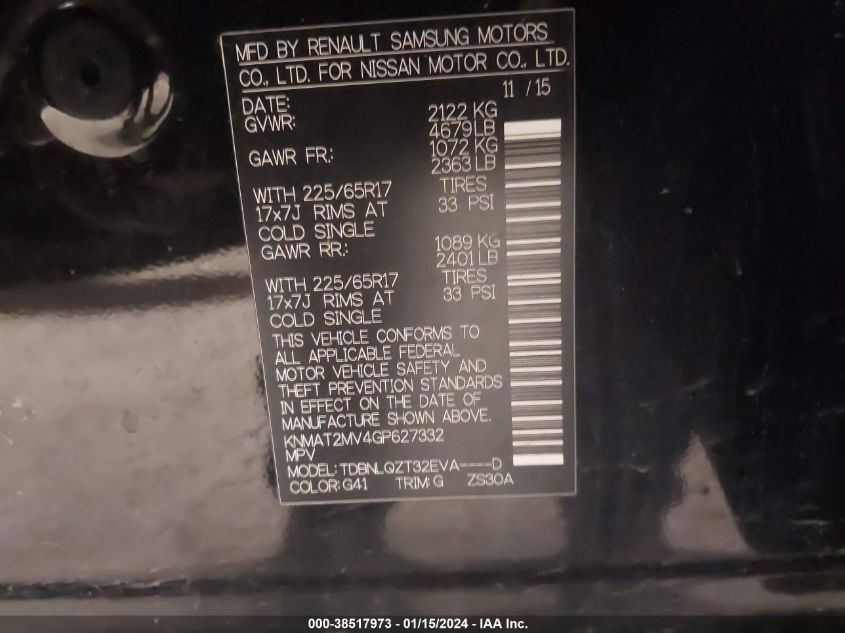 MFD BY RENAULT SAMSUNG MOTORS
CO., LTD. FOR NISSAN MOTOR CO., LTD.
DATE: 11 / 15
GVWR: 2122 KG
4679 LB
GAWR FR: 1072 KG
2363 LB
WITH 225/65R17 TIRES
17x7J RIMS AT 33 PSI
COLD SINGLE
GAWR RR: 1089 KG
2401 LB
WITH 225/65R17 TIRES
17x7J RIMS AT 33 PSI
COLD SINGLE
THIS VEHICLE CONFORMS TO
ALL APPLICABLE FEDERAL
MOTOR VEHICLE SAFETY AND
THEFT PREVENTION STANDARDS
IN EFFECT ON THE DATE OF
MANUFACTURE SHOWN ABOVE.
KNMAT2MV4GP627332
MPV
MODEL: TDBNLQZT32EVA----D
COLOR: G41 TRIM: G ZS30A
000-38517973 - 01/15/2024 - IAA Inc.